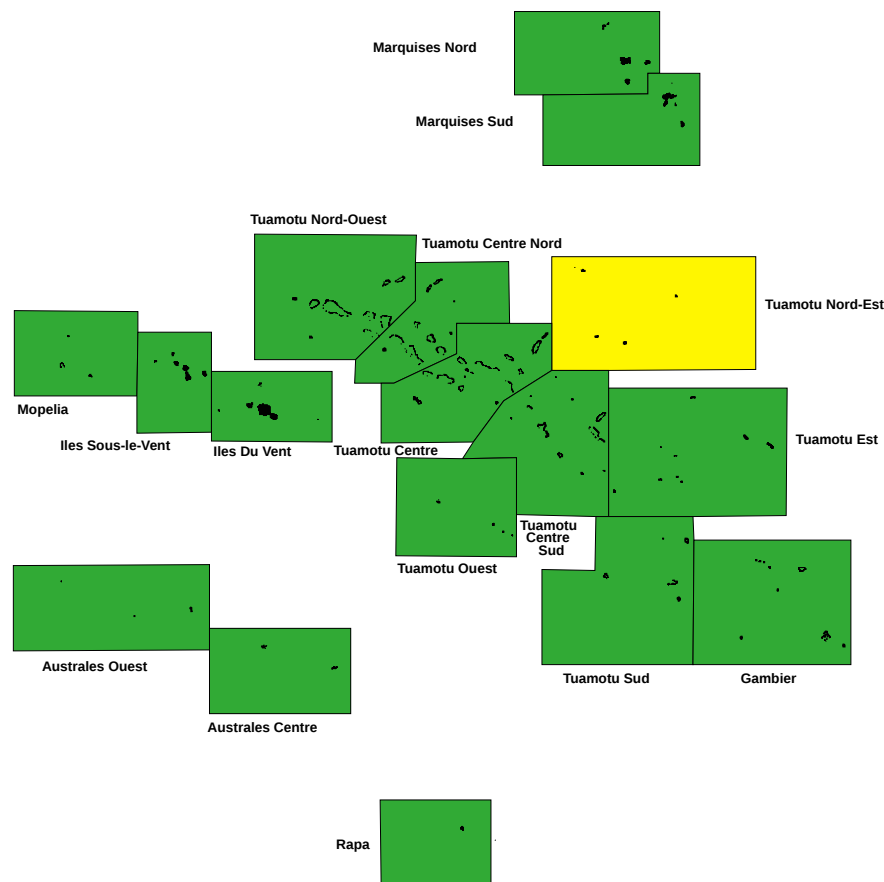 Marquises Nord
Marquises Sud
Tuamotu Nord-Ouest
Tuamotu Centre Nord
Tuamotu Nord-Est
Mopelia
Iles Sous-le-Vent
Iles Du Vent
Tuamotu Centre
Tuamotu Est
Tuamotu
Centre
Sud
Tuamotu Ouest
Australes Ouest
Tuamotu Sud
Gambier
Australes Centre
Rapa